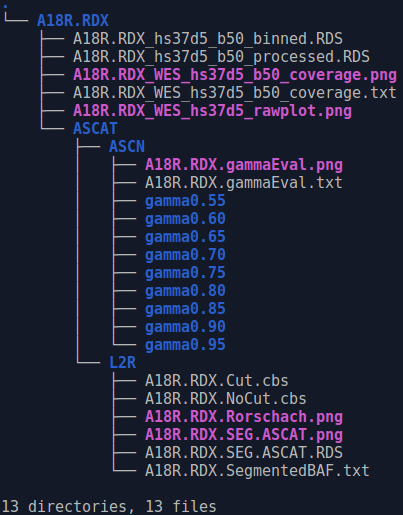 .
└── A18R.RDX
    ├── A18R.RDX_hs37d5_b50_binned.RDS
    ├── A18R.RDX_hs37d5_b50_processed.RDS
    ├── A18R.RDX_WES_hs37d5_b50_coverage.png
    ├── A18R.RDX_WES_hs37d5_b50_coverage.txt
    ├── A18R.RDX_WES_hs37d5_rawplot.png
    └── ASCAT
        ├── ASCN
        │   ├── A18R.RDX.gammaEval.png
        │   ├── A18R.RDX.gammaEval.txt
        │   ├── gamma0.55
        │   ├── gamma0.60
        │   ├── gamma0.65
        │   ├── gamma0.70
        │   ├── gamma0.75
        │   ├── gamma0.80
        │   ├── gamma0.85
        │   ├── gamma0.90
        │   └── gamma0.95
        └── L2R
            ├── A18R.RDX.Cut.cbs
            ├── A18R.RDX.NoCut.cbs
            ├── A18R.RDX.Rorschach.png
            ├── A18R.RDX.SEG.ASCAT.png
            ├── A18R.RDX.SEG.ASCAT.RDS
            └── A18R.RDX.SegmentedBAF.txt

13 directories, 13 files